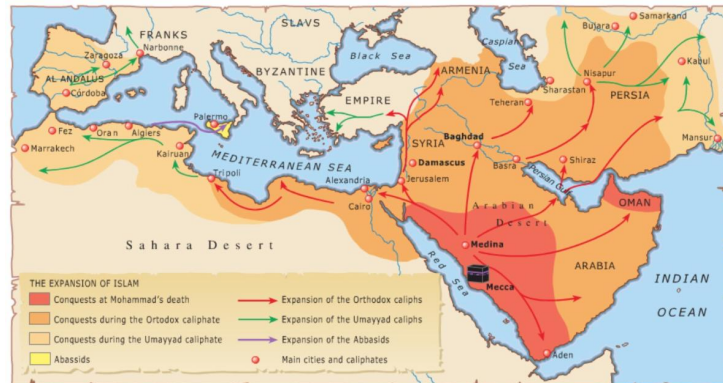 SLAVS
FRANKS
Samarkand
Bujara
Narbonne
Zaragoza
Black Sea
Caspian
Sea
BYZANTINE
ARMENIA
Nisapur
Kabul
AL ANDALUS
Sharastan
Córdoba
EMPIRE
Teheran
PERSIA
Palermo
Fez
Oran
Algiers
SYRIA
Baghdad
Mansur
Marrakech
Kairuan
MEDITERRANEAN SEA
Damascus
Basra
Shiraz
Tripoli
Alexandria
Jerusalem
Persian Gulf
Cairo
Arabian
Desert
OMAN
Sahara Desert
Medina
Red Sea
ARABIA
INDIAN
OCEAN
Mecca
Aden
THE EXPANSION OF ISLAM
Conquests at Mohammad's death
Expansion of the Orthodox caliphs
Conquests during the Ortodox caliphate
Expansion of the Umayyad caliphs
Conquests during the Umayyad caliphate
Expansion of the Abbasids
Abassids
Main cities and caliphates